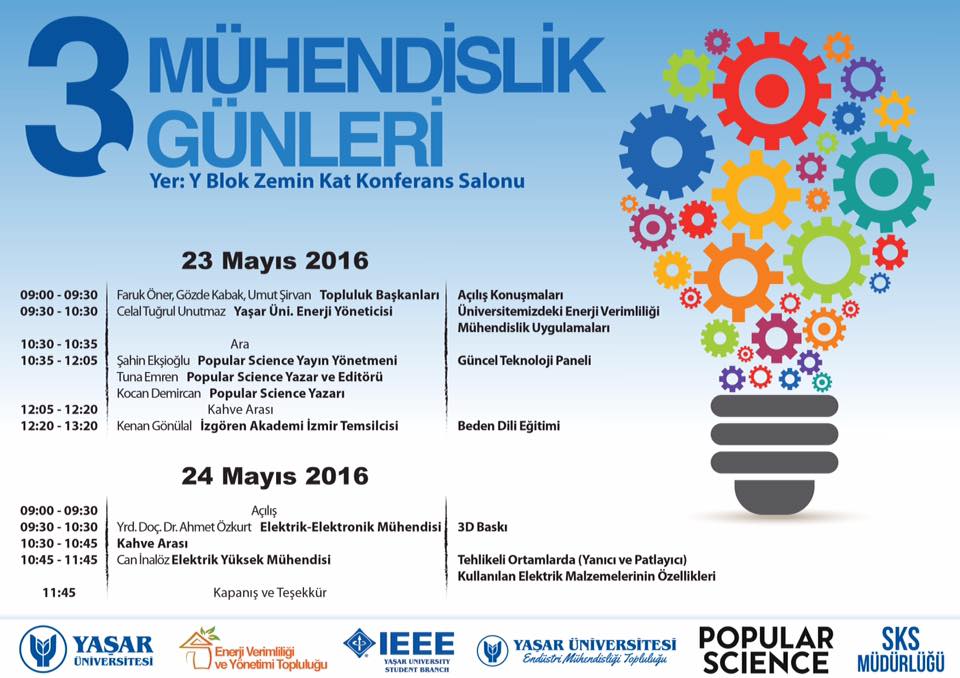 3. MÜHENDİSLİK
GÜNLERİ
Yer: Y Blok Zemin Kat Konferans Salonu
23 Mayıs 2016
09:00 - 09:30 Faruk Öner, Gözde Kabak, Umut Şirvan Topluluk Başkanları Açılış Konuşmaları
09:30 - 10:30 Celal Tuğrul Unutmaz Yaşar Üni. Enerji Yöneticisi Üniversitemizdeki Enerji Verimliliği
Mühendislik Uygulamaları
10:30 - 10:35 Ara
10:35 - 12:05 Şahin Ekşioğlu Popular Science Yayın Yönetmeni Güncel Teknoloji Paneli
Tuna Emren Popular Science Yazar ve Editörü
Kocan Demircan Popular Science Yazarı
12:05 - 12:20 Kahve Arası
12:20 - 13:20 Kenan Gönülal İzgören Akademi İzmir Temsilcisi Beden Dili Eğitimi
24 Mayıs 2016
09:00 - 09:30 Açılış
09:30 - 10:30 Yrd. Doç. Dr. Ahmet Özkurt Elektrik-Elektronik Mühendisi 3D Baskı
10:30 - 10:45 Kahve Arası
10:45 - 11:45 Can İnalöz Elektrik Yüksek Mühendisi Tehlikeli Ortamlarda (Yanıcı ve Patlayıcı)
Kullanılan Elektrik Malzemelerinin Özellikleri
11:45 Kapanış ve Teşekkür
YAŞAR
ÜNİVERSİTESİ
Enerji Verimliliği
ve Yönetimi Topluluğu
IEEE
YAŞAR UNIVERSITY
STUDENT BRANCH
YAŞAR ÜNİVERSİTESİ
Endüstri Mühendisliği Topluluğu
POPULAR
SCIENCE
SKS
MÜDÜRLÜĞÜ